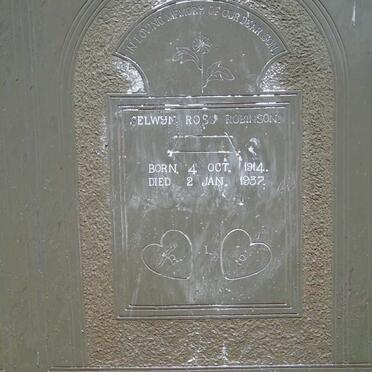 IN LOVING MEMORY OF OUR DEAR SON
SELWYN ROSS ROBINSON
BORN 4 OCT. 1914.
DIED 2 JAN. 1937.